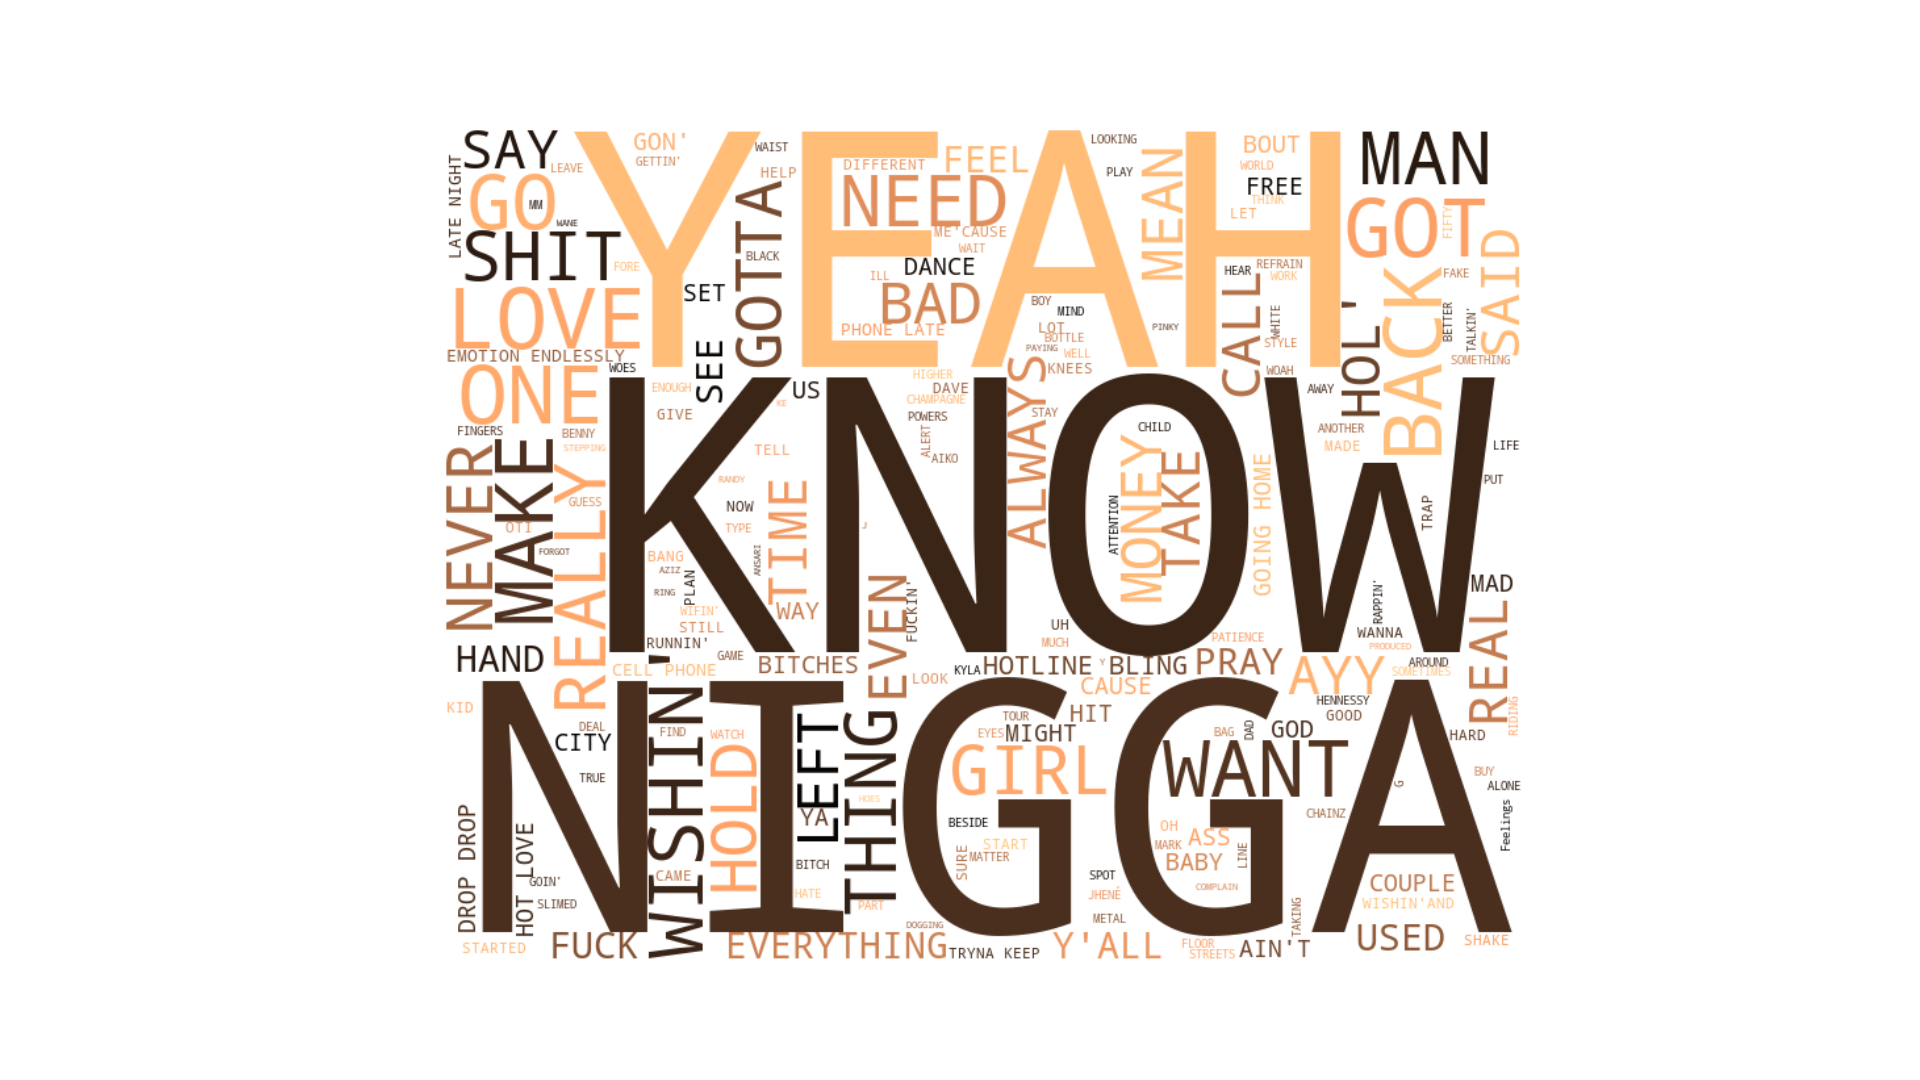 SAY
YEAH
GON'
GETTIN'
WAIST
HELP
LEAVE
LATE NIGHT
GO
MM
WANE
SHIT
FORE
LOVE
EMOTION ENDLESSLY
ONE
WOES
FINGERS
BENNY
STEPPING
SET
SEE
GOTTA
BLACK
DIFFERENT
FEEL
NEED
ME'CAUSE
WAIT
DANCE
ILL
BAD
PHONE LATE
LOOKING
PLAY
MEAN
BOUT
WORLD
FREE
THINK
LET
HEAR
REFRAIN
WORK
MAN
GOT
FIFTY
SAID
FAKE
BACK
BETTER
TALKIN'
SOMETHING
BOY
MIND
LOT
BOTTLE
PAYING
WELL
KNEES
PINKY
CALL
WHITE
STYLE
WOAH
HOL'
AWAY
KNOW
ENOUGH
GIVE
US
KE
HIGHER
DAVE
CHAMPAGNE
POWERS
ALERT
AIKO
ALWAYS
STAY
CHILD
ANOTHER
MADE
LIFE
PUT
NEVER
MAKE
REALLY
GUESS
OTI
FORGOT
TELL
RANDY
NOW
TYPE
TIME
ANSARI
BANG
AZIZ
PLAN
RING
WIFIN'
STILL
RUNNIN'
GAME
WAY
J
EVEN
FUCKIN'
ATTENTION
MONEY
TAKE
GOING HOME
TRAP
RAPPIN'
WANNA
PRODUCED
MAD
REAL
RIDING
UH
MUCH
PATIENCE
HAND
CELL PHONE
BITCHES
LOOK
KYLA
HOTLINE
Y
BLING
PRAY
CAUSE
AYY
AROUND
SOMETIMES
NIGGA
KID
DEAL
CITY
TRUE
WISHIN'
FIND
WATCH
HOLD
LEFT
YA
THING
HOES
BITCH
HATE
PART
TOUR
EYES
MIGHT
HIT
GIRL
BAG
DAD
GOD
HENNESSY
GOOD
WANT
HARD
G
BUY
ALONE
CHAINZ
Feelings
BESIDE
START
SURE
MATTER
OH
MARK
ASS
BABY
LINE
COMPLAIN
SPOT
JHENÉ
METAL
TAKING
COUPLE
WISHIN'AND
DROP DROP
HOT LOVE
GOIN'
SLIMED
CAME
STARTED
FUCK
EVERYTHING
DOGGING
TRYNA KEEP
Y'ALL
FLOOR
STREETS
AIN'T
USED
SHAKE